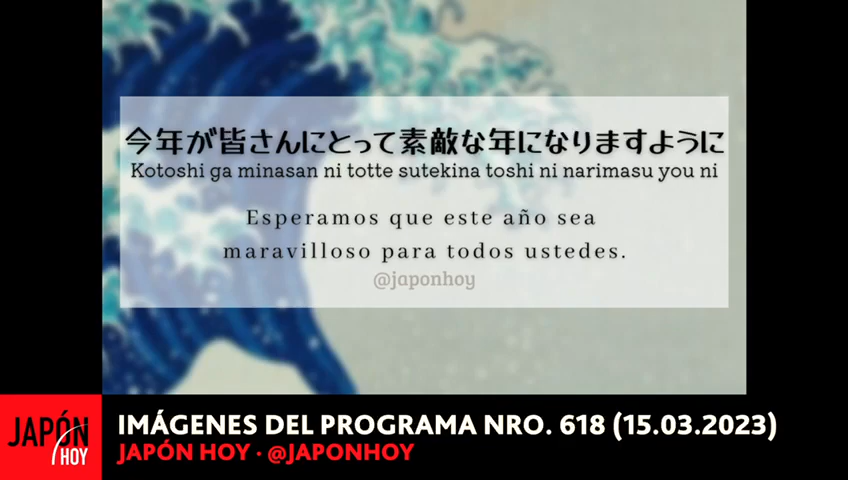 今年が皆さんにとって素敵な年になりますように
Kotoshi ga minasan ni totte sutekina toshi ni narimasu you ni
Esperamos que este año sea
maravilloso para todos ustedes.
@japonhoy
JAPÓN
HOY
IMÁGENES DEL PROGRAMA NRO. 618 (15.03.2023)
JAPÓN HOY · @JAPONHOY